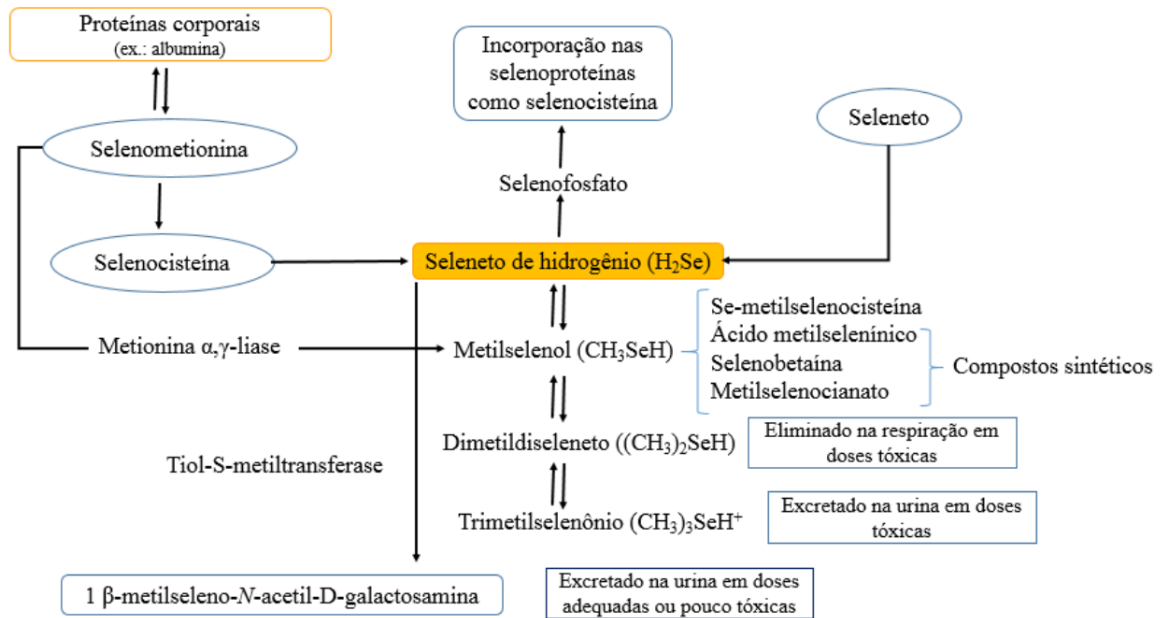 Proteínas corporais
(ex.: albumina)
Incorporação nas
selenoproteínas
como selenocisteína
Seleneto
Selenometionina
Selenofosfato
Selenocisteína
Seleneto de hidrogênio (H₂Se)
Se-metilselenocisteína
Ácido metilselenínico
Selenobetaína
Metilselenocianato
Compostos sintéticos
Metionina α,γ-liase
Metilselenol (CH₃SeH)
Dimetildiseleneto ((CH₃)₂SeH)
Eliminado na respiração em
doses tóxicas
Tiol-S-metiltransferase
Trimetilselenônio (CH₃)₃SeH⁺
Excretado na urina em doses
tóxicas
1 β-metilseleno-N-acetil-D-galactosamina
Excretado na urina em doses
adequadas ou pouco tóxicas